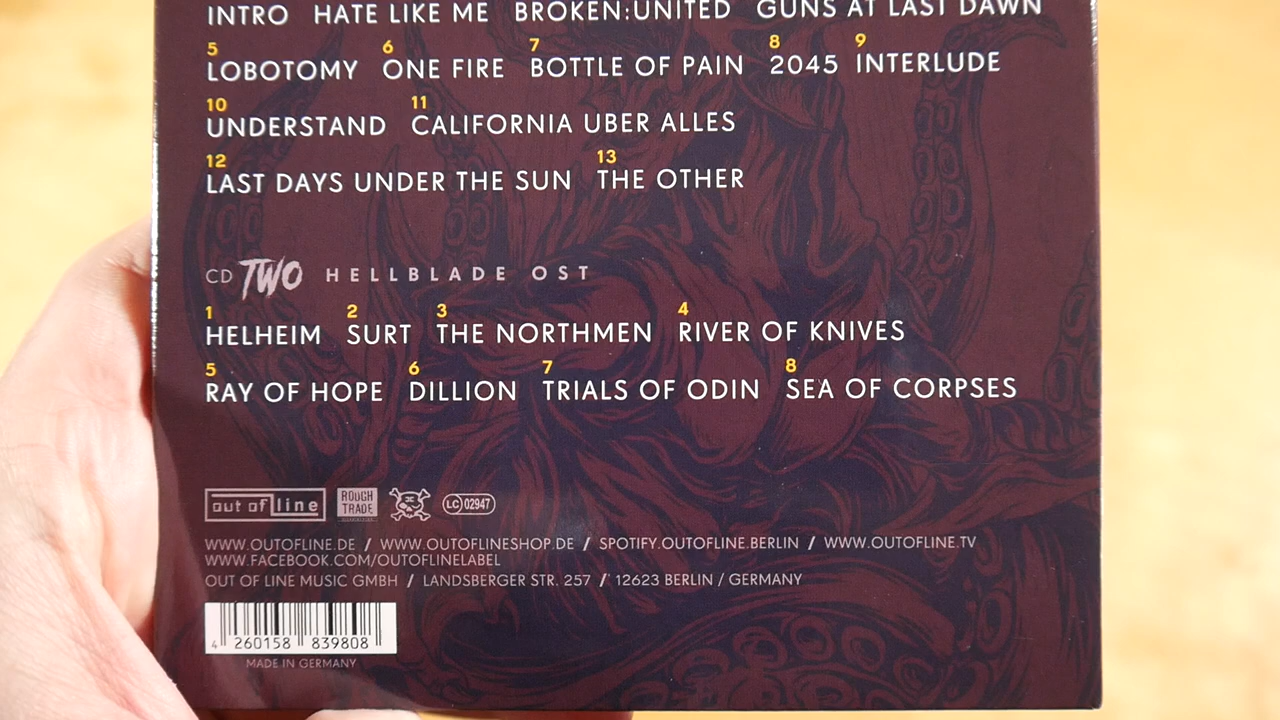 INTRO HATE LIKE ME BROKEN:UNITED GUNS AT LAST DAWN
5 LOBOTOMY 6 ONE FIRE 7 BOTTLE OF PAIN 8 2045 9 INTERLUDE
10 UNDERSTAND 11 CALIFORNIA UBER ALLES
12 LAST DAYS UNDER THE SUN 13 THE OTHER
CD TWO HELLBLADE OST
1 HELHEIM 2 SURT 3 THE NORTHMEN 4 RIVER OF KNIVES
5 RAY OF HOPE 6 DILLION 7 TRIALS OF ODIN 8 SEA OF CORPSES
out of line ROUGH TRADE LC 02947
WWW.OUTOFLINE.DE / WWW.OUTOFLINESHOP.DE / SPOTIFY.OUTOFLINE.BERLIN / WWW.OUTOFLINE.TV
WWW.FACEBOOK.COM/OUTOFLINELABEL
OUT OF LINE MUSIC GMBH / LANDSBERGER STR. 257 / 12623 BERLIN / GERMANY
4 260158 839808
MADE IN GERMANY